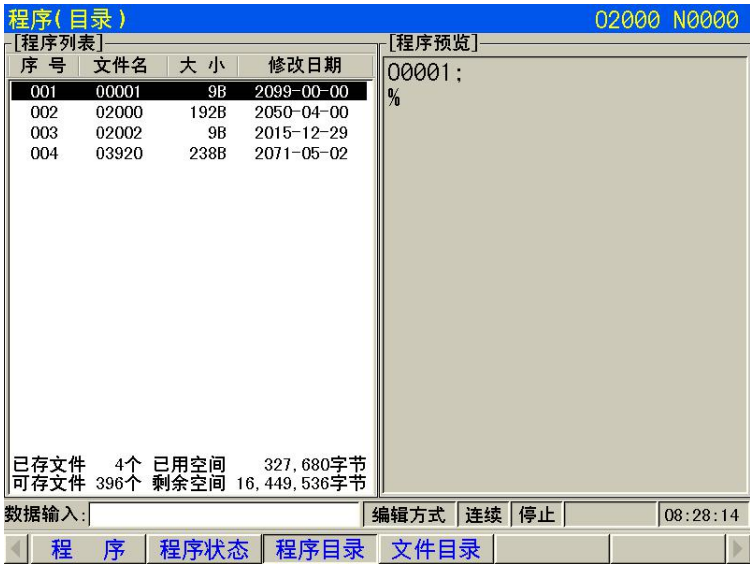 程序(目录) O2000 N0000
[程序列表] [程序预览]
序号 文件名 大小 修改日期
001 O0001 9B 2099-00-00
002 O2000 192B 2050-04-00
003 O2002 9B 2015-12-29
004 O3920 238B 2071-05-02
O0001;
%
已存文件 4个 已用空间 327,680字节
可存文件 396个 剩余空间 16,449,536字节
数据输入: 编辑方式 连续 停止 08:28:14
程序 程序状态 程序目录 文件目录